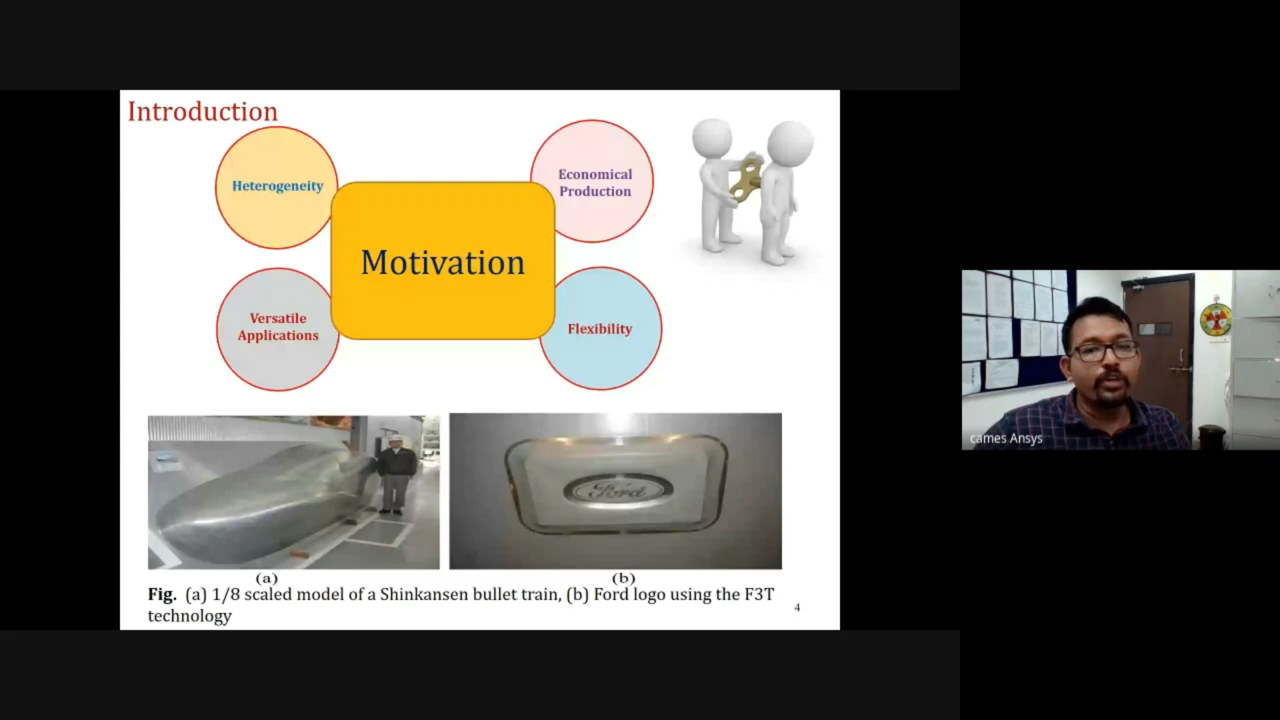 Introduction
Heterogeneity
Economical
Production
Motivation
Versatile
Applications
Flexibility
Ford
(a)
(b)
Fig. (a) 1/8 scaled model of a Shinkansen bullet train, (b) Ford logo using the F3T
technology
4
cames Ansys